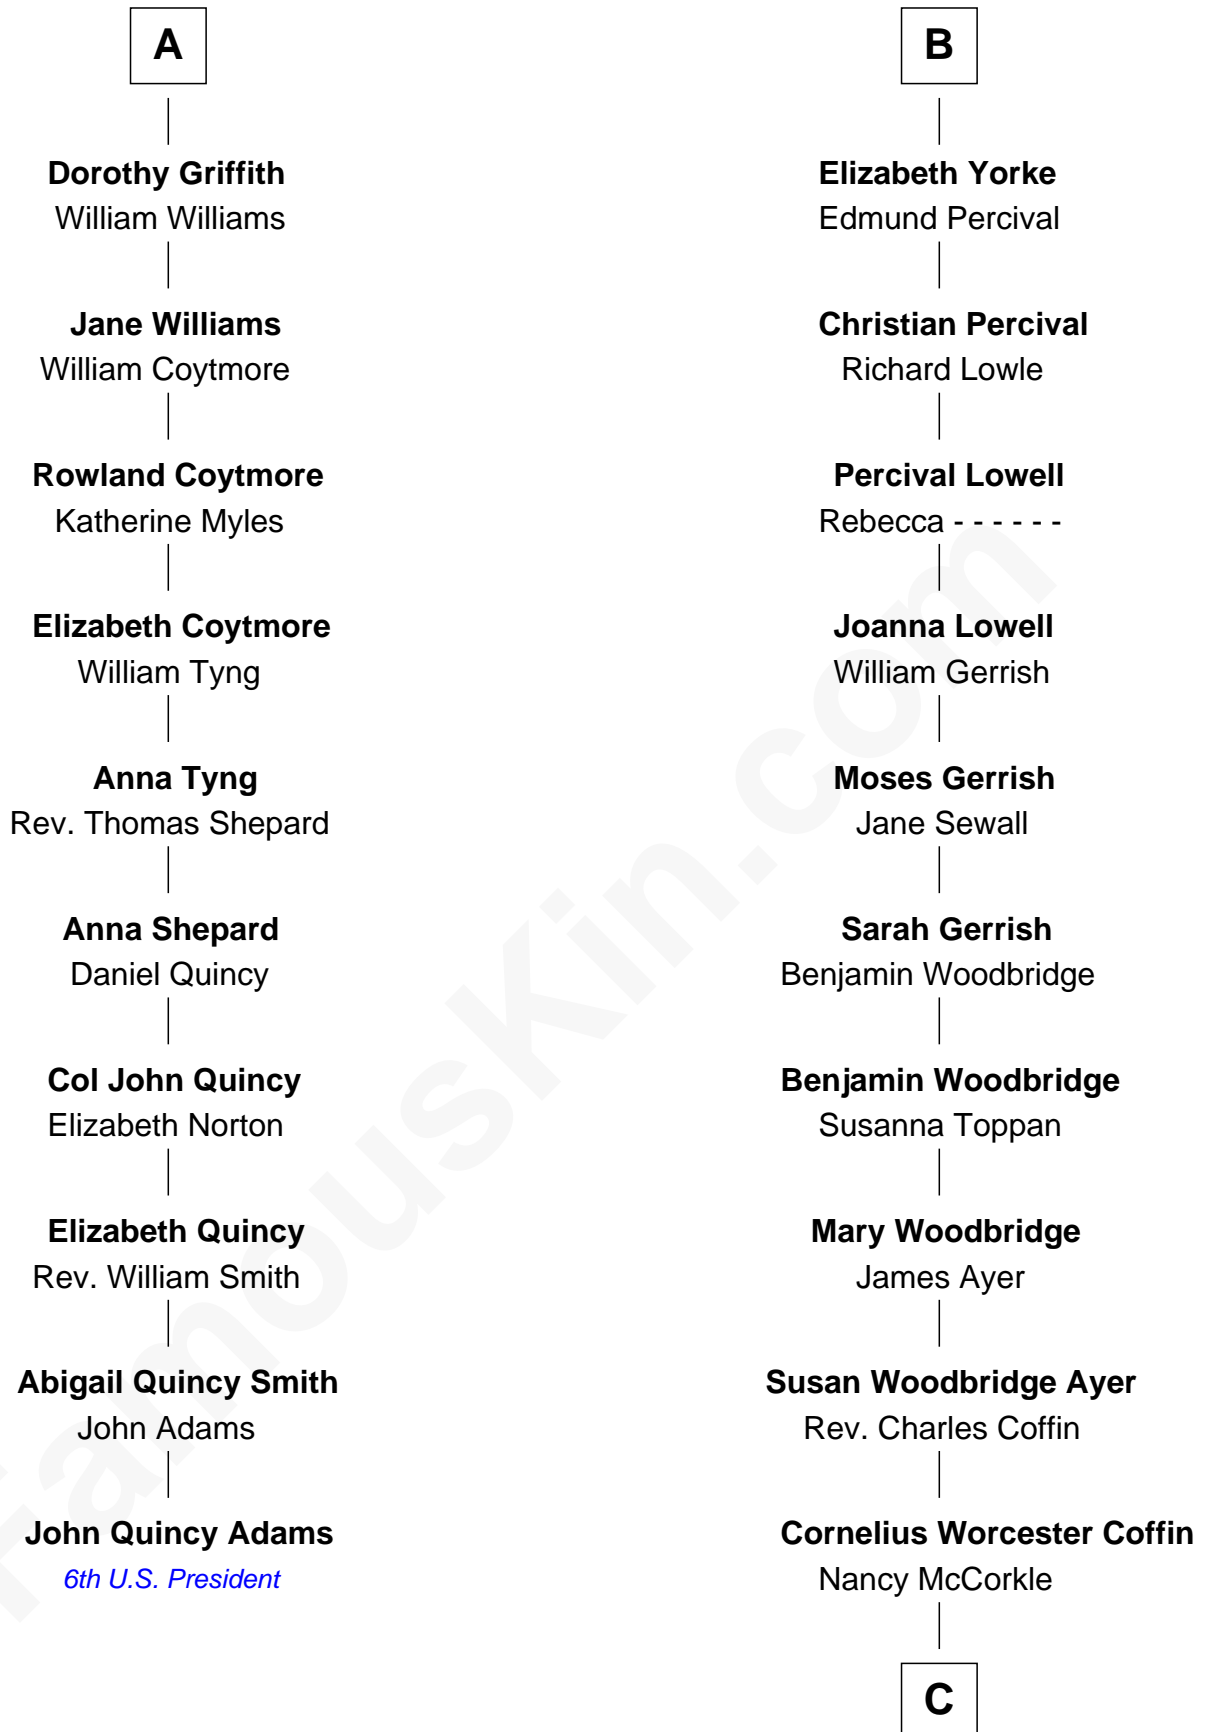 A
Dorothy Griffith
William Williams
Jane Williams
William Coytmore
Rowland Coytmore
Katherine Myles
Elizabeth Coytmore
William Tyng
Anna Tyng
Rev. Thomas Shepard
Anna Shepard
Daniel Quincy
Col John Quincy
Elizabeth Norton
Elizabeth Quincy
Rev. William Smith
Abigail Quincy Smith
John Adams
John Quincy Adams
6th U.S. President
B
Elizabeth Yorke
Edmund Percival
Christian Percival
Richard Lowle
Percival Lowell
Rebecca - - - - - -
Joanna Lowell
William Gerrish
Moses Gerrish
Jane Sewall
Sarah Gerrish
Benjamin Woodbridge
Benjamin Woodbridge
Susanna Toppan
Mary Woodbridge
James Ayer
Susan Woodbridge Ayer
Rev. Charles Coffin
Cornelius Worcester Coffin
Nancy McCorkle
C
FamousKin.com